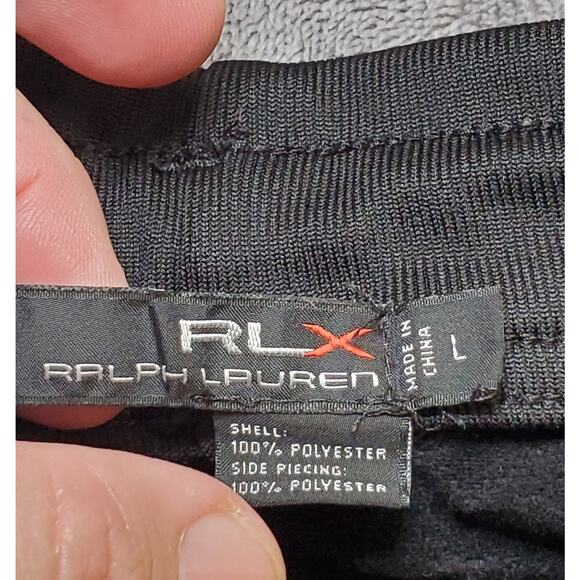 RLX
RALPH LAUREN
MADE IN
CHINA
L
SHELL:
100% POLYESTER
SIDE PIECING:
100% POLYESTER